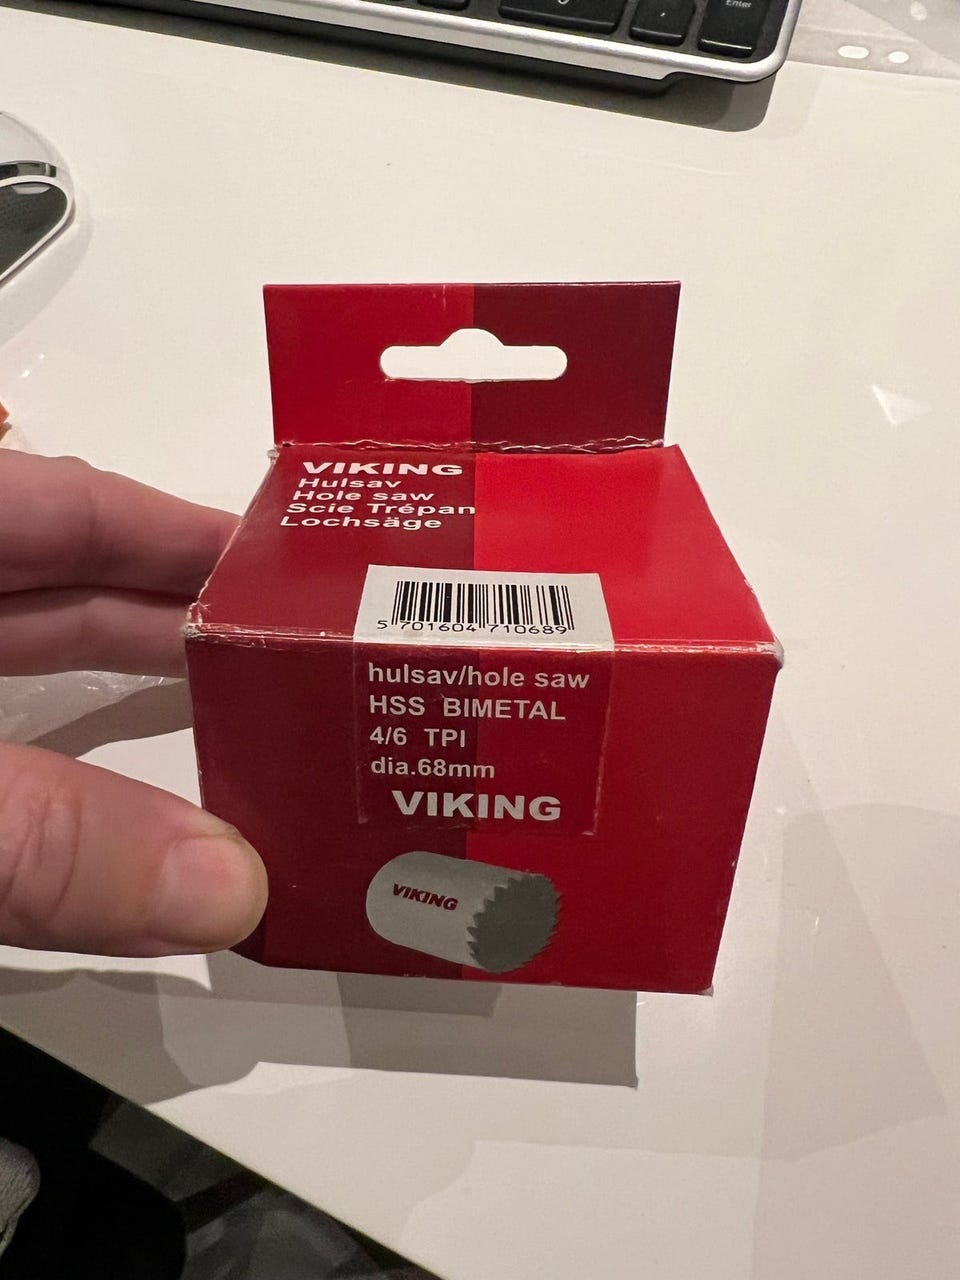 Enter
VIKING
Hulsav
Hole saw
Scie Trépan
Lochsäge
5 701604 710689
hulsav/hole saw
HSS BIMETAL
4/6 TPI
dia.68mm
VIKING
VIKING